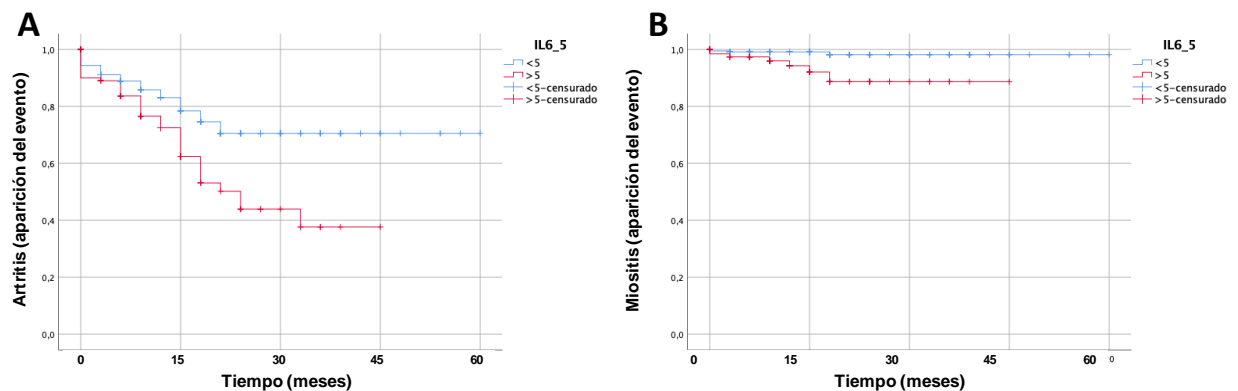 A
Artritis (aparición del evento)
1,0
0,8
0,6
0,4
0,2
0,0
0
15
30
45
60
Tiempo (meses)
IL6_5
<5
>5
<5-censurado
>5-censurado
B
Miositis (aparición del evento)
1,0
0,8
0,6
0,4
0,2
0,0
0
15
30
45
60
0
Tiempo (meses)
IL6_5
<5
>5
<5-censurado
>5-censurado